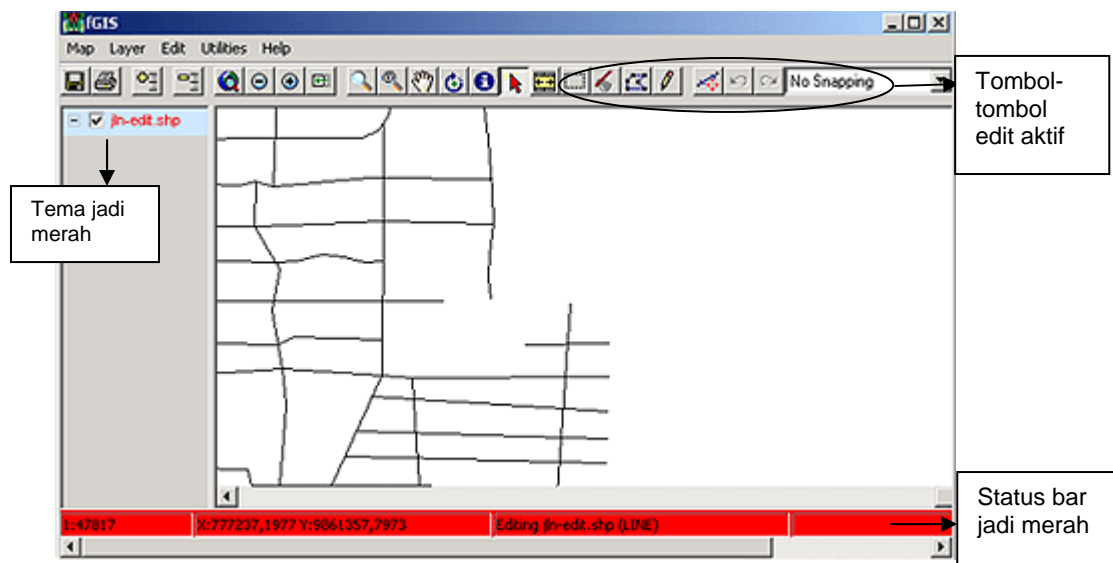 fGIS
Map Layer Edit Utilities Help
No Snapping
Tombol-
tombol
edit aktif
jln-edit.shp
Tema jadi
merah
1:47817 X:777237,1977 Y:9861357,7973 Editing jln-edit.shp (LINE)
Status bar
jadi merah